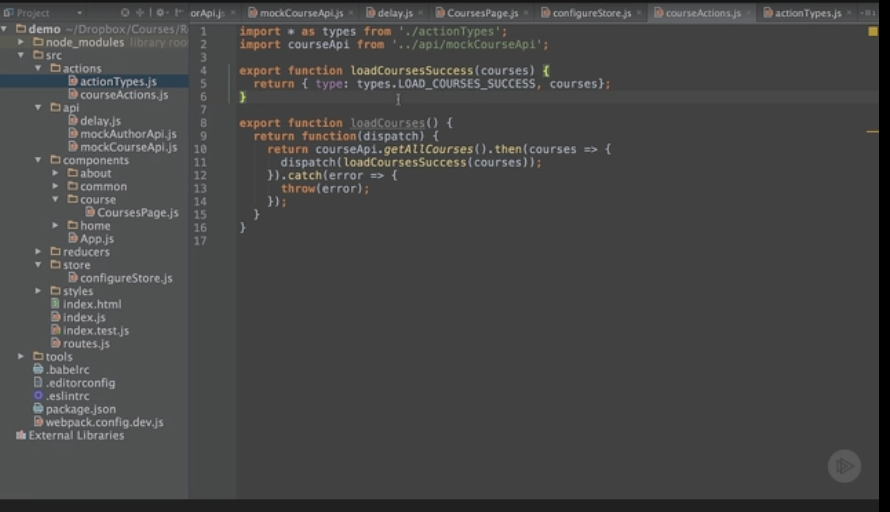 Project
orApi.js
mockCourseApi.js
delay.js
CoursesPage.js
configureStore.js
courseActions.js
actionTypes.js
demo ~/Dropbox/Courses/R
node_modules library roo
src
actions
actionTypes.js
courseActions.js
api
delay.js
mockAuthorApi.js
mockCourseApi.js
components
about
common
course
CoursesPage.js
home
App.js
reducers
store
configureStore.js
styles
index.html
index.js
index.test.js
routes.js
tools
.babelrc
.editorconfig
.eslintrc
package.json
webpack.config.dev.js
External Libraries
1 import * as types from './actionTypes';
2 import courseApi from '../api/mockCourseApi';
3
4 export function loadCoursesSuccess(courses) {
5 return { type: types.LOAD_COURSES_SUCCESS, courses};
6 }
7
8 export function loadCourses() {
9 return function(dispatch) {
10 return courseApi.getAllCourses().then(courses => {
11 dispatch(loadCoursesSuccess(courses));
12 }).catch(error => {
13 throw(error);
14 });
15 }
16 }
17